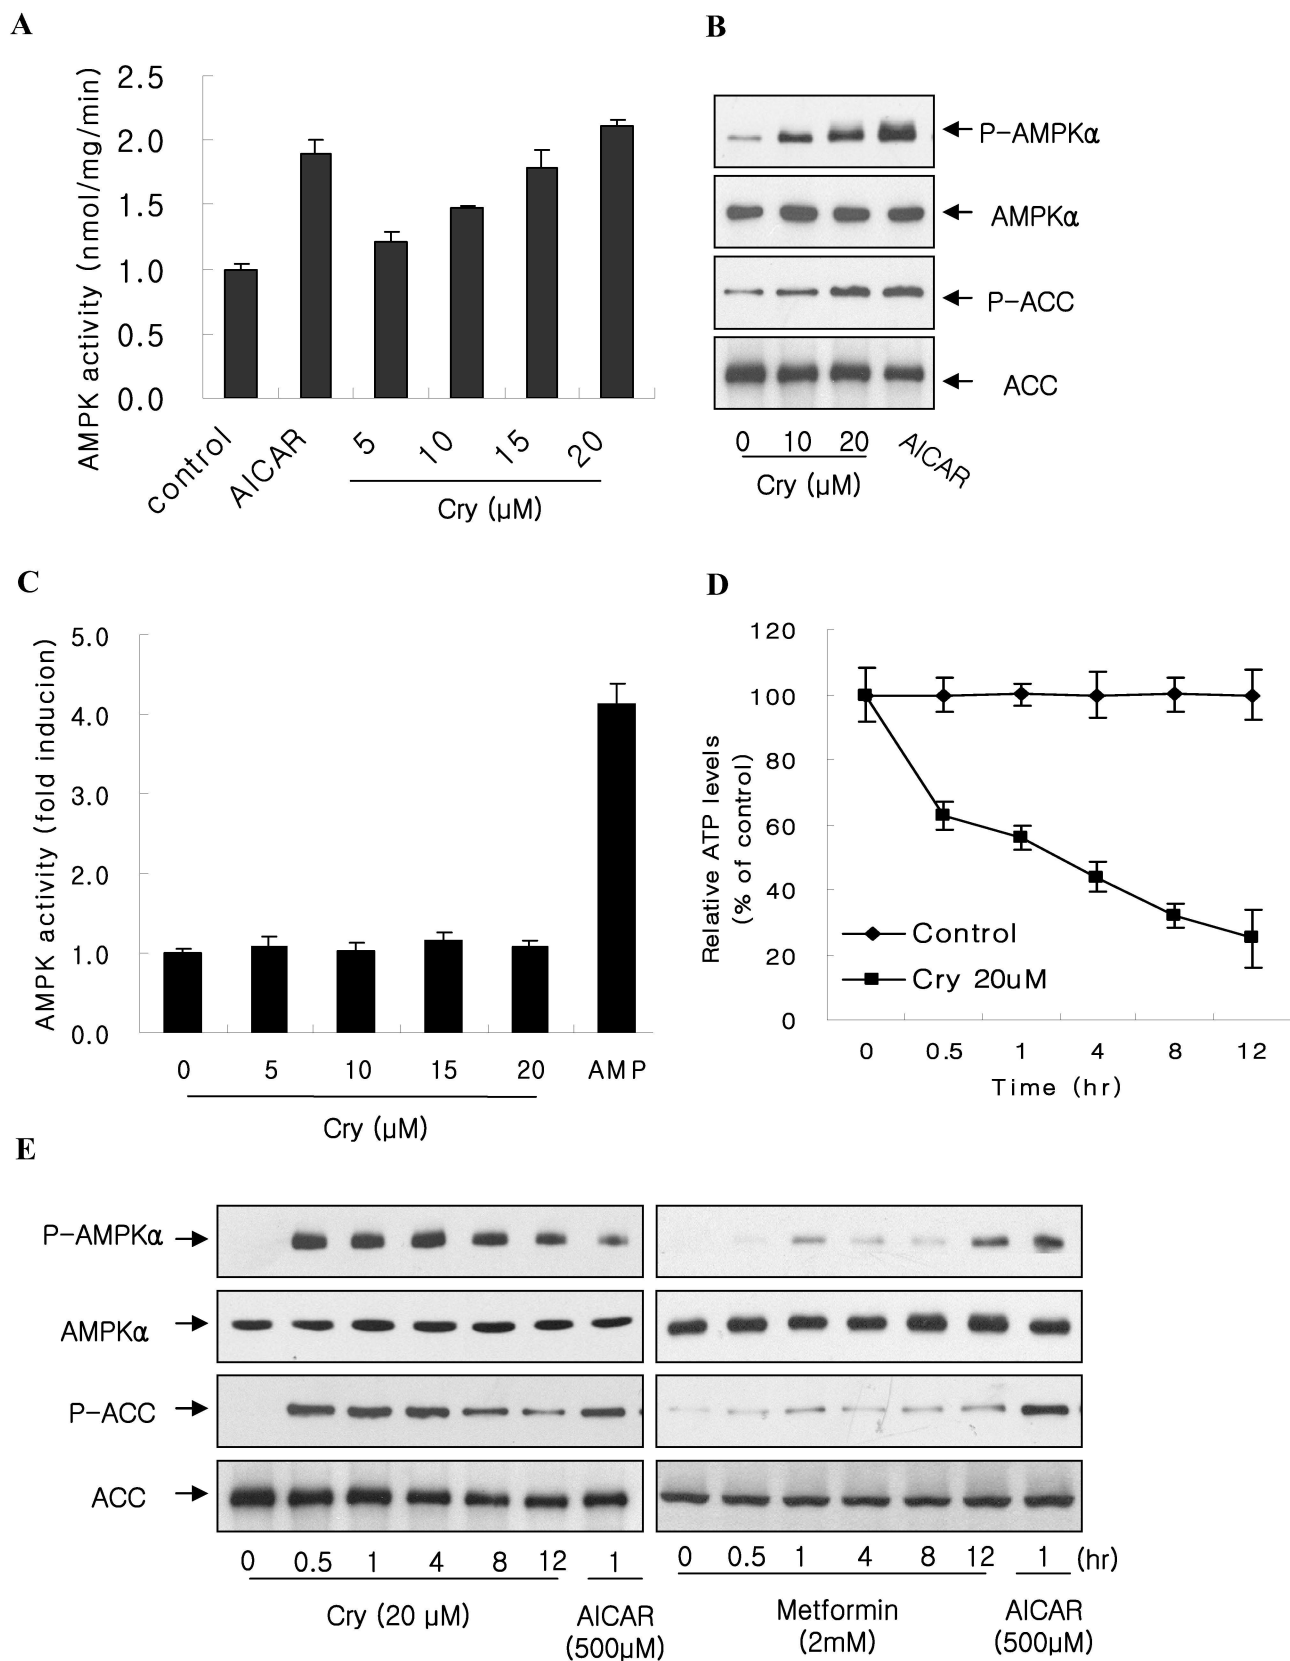 A
AMPK activity (nmol/mg/min)
2.5
2.0
1.5
1.0
0.5
0.0
control
AICAR
5
10
15
20
Cry (μM)
B
P-AMPKα
AMPKα
P-ACC
ACC
0 10 20 AICAR
Cry (μM)
C
AMPK activity (fold inducion)
5.0
4.0
3.0
2.0
1.0
0.0
0 5 10 15 20 AMP
Cry (μM)
D
Relative ATP levels
(% of control)
120
100
80
60
40
20
0
Control
Cry 20uM
0 0.5 1 4 8 12
Time (hr)
E
P-AMPKα
AMPKα
P-ACC
ACC
0 0.5 1 4 8 12 1
0 0.5 1 4 8 12 1 (hr)
Cry (20 μM)
AICAR
(500μM)
Metformin
(2mM)
AICAR
(500μM)